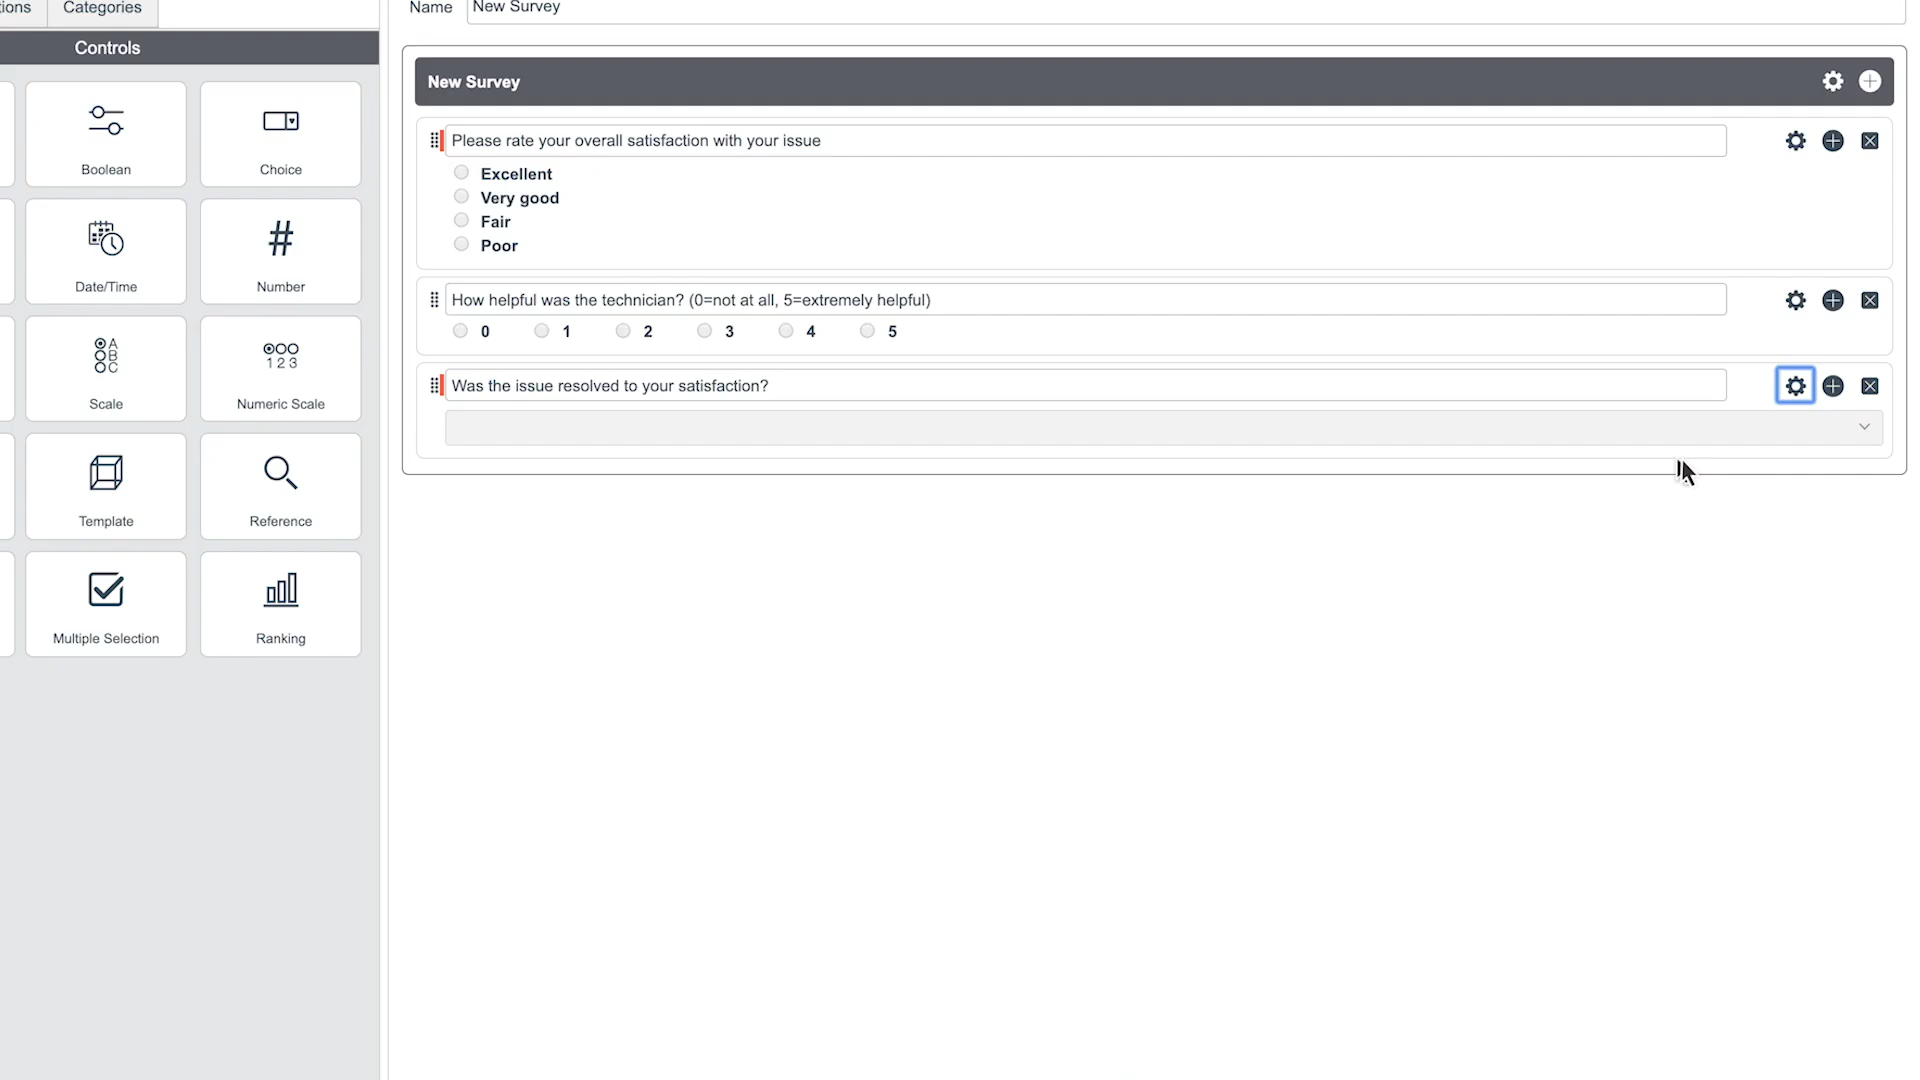 ions Categories
Name New Survey
Controls
New Survey
Boolean
Choice
Please rate your overall satisfaction with your issue
Excellent
Very good
Fair
Poor
Date/Time
Number
How helpful was the technician? (0=not at all, 5=extremely helpful)
0 1 2 3 4 5
Scale
A
B
C
Numeric Scale
1 2 3
Was the issue resolved to your satisfaction?
Template
Reference
Multiple Selection
Ranking